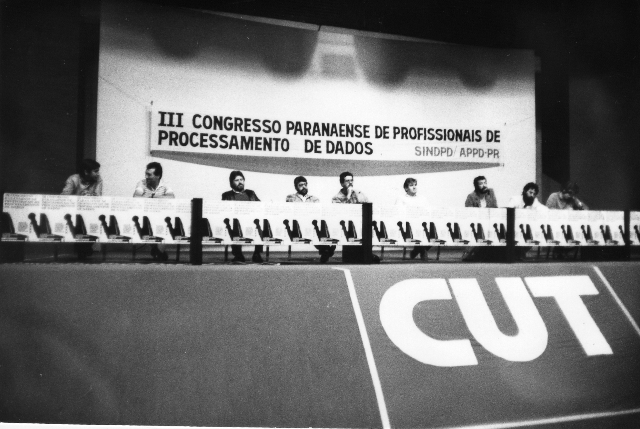 III CONGRESSO PARANAENSE DE PROFISSIONAIS DE
PROCESSAMENTO DE DADOS SINDPD/APPD-PR
CUT